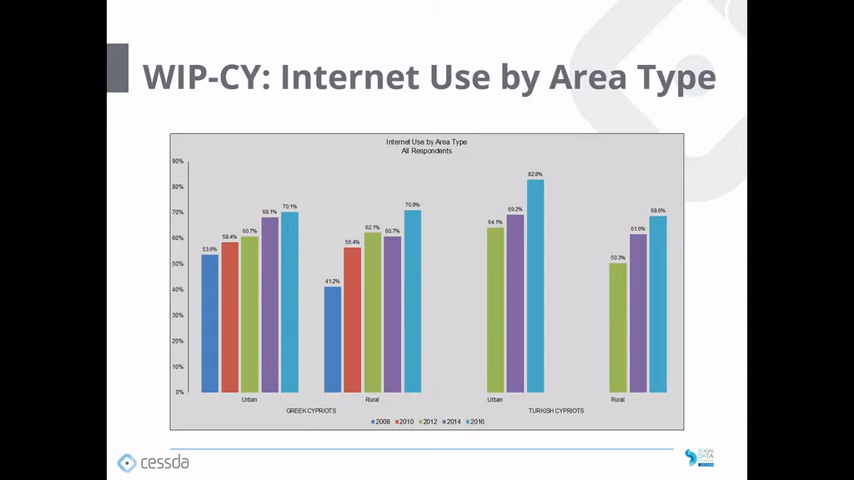 WIP-CY: Internet Use by Area Type
Internet Use by Area Type
All Respondents
90%
80%
70%
60%
50%
40%
30%
20%
10%
0%
53.6% 58.4% 60.7% 68.1% 70.1%
41.2% 56.4% 62.1% 60.7% 70.9%
64.1% 69.2% 82.8%
50.3% 61.6% 68.6%
Urban Rural Urban Rural
GREEK CYPRIOTS TURKISH CYPRIOTS
2008 2010 2012 2014 2016
cessda
SOCIAL
DATA